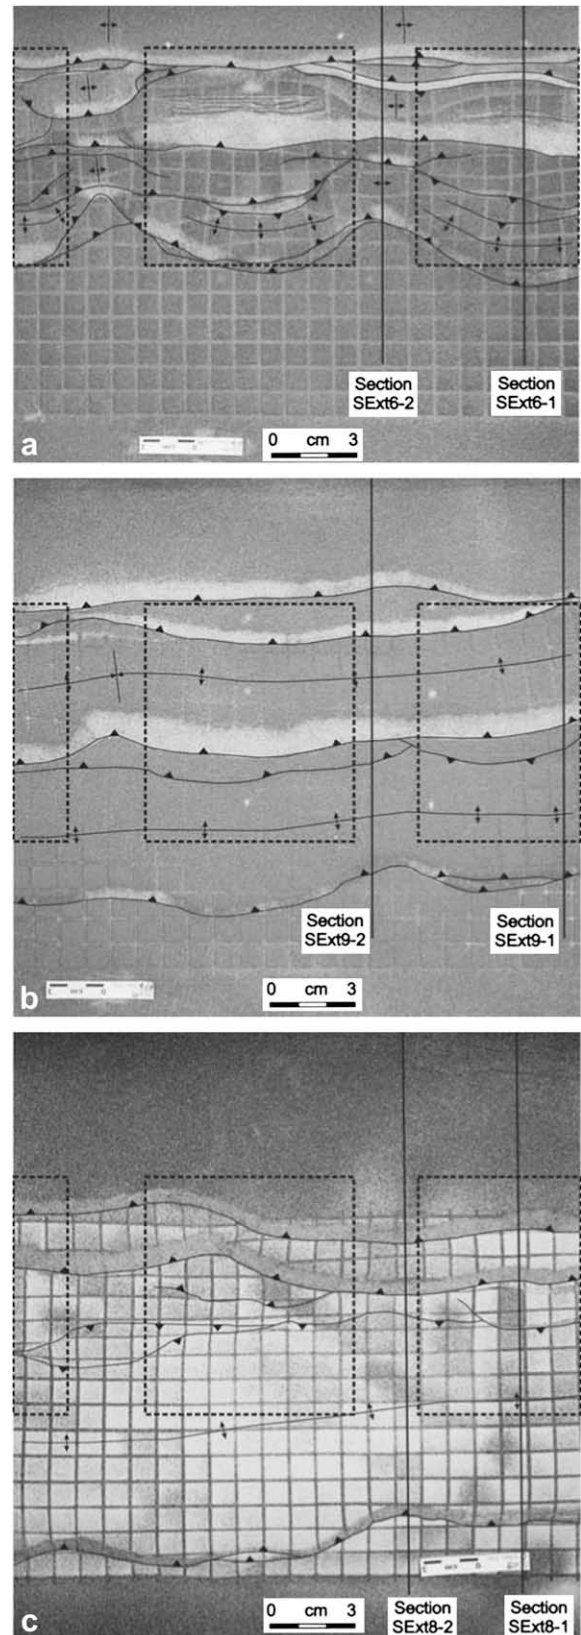 Section
SExt6-2
Section
SExt6-1
a
0 cm 3
Section
SExt9-2
Section
SExt9-1
b
0 cm 3
c
0 cm 3
Section
SExt8-2
Section
SExt8-1